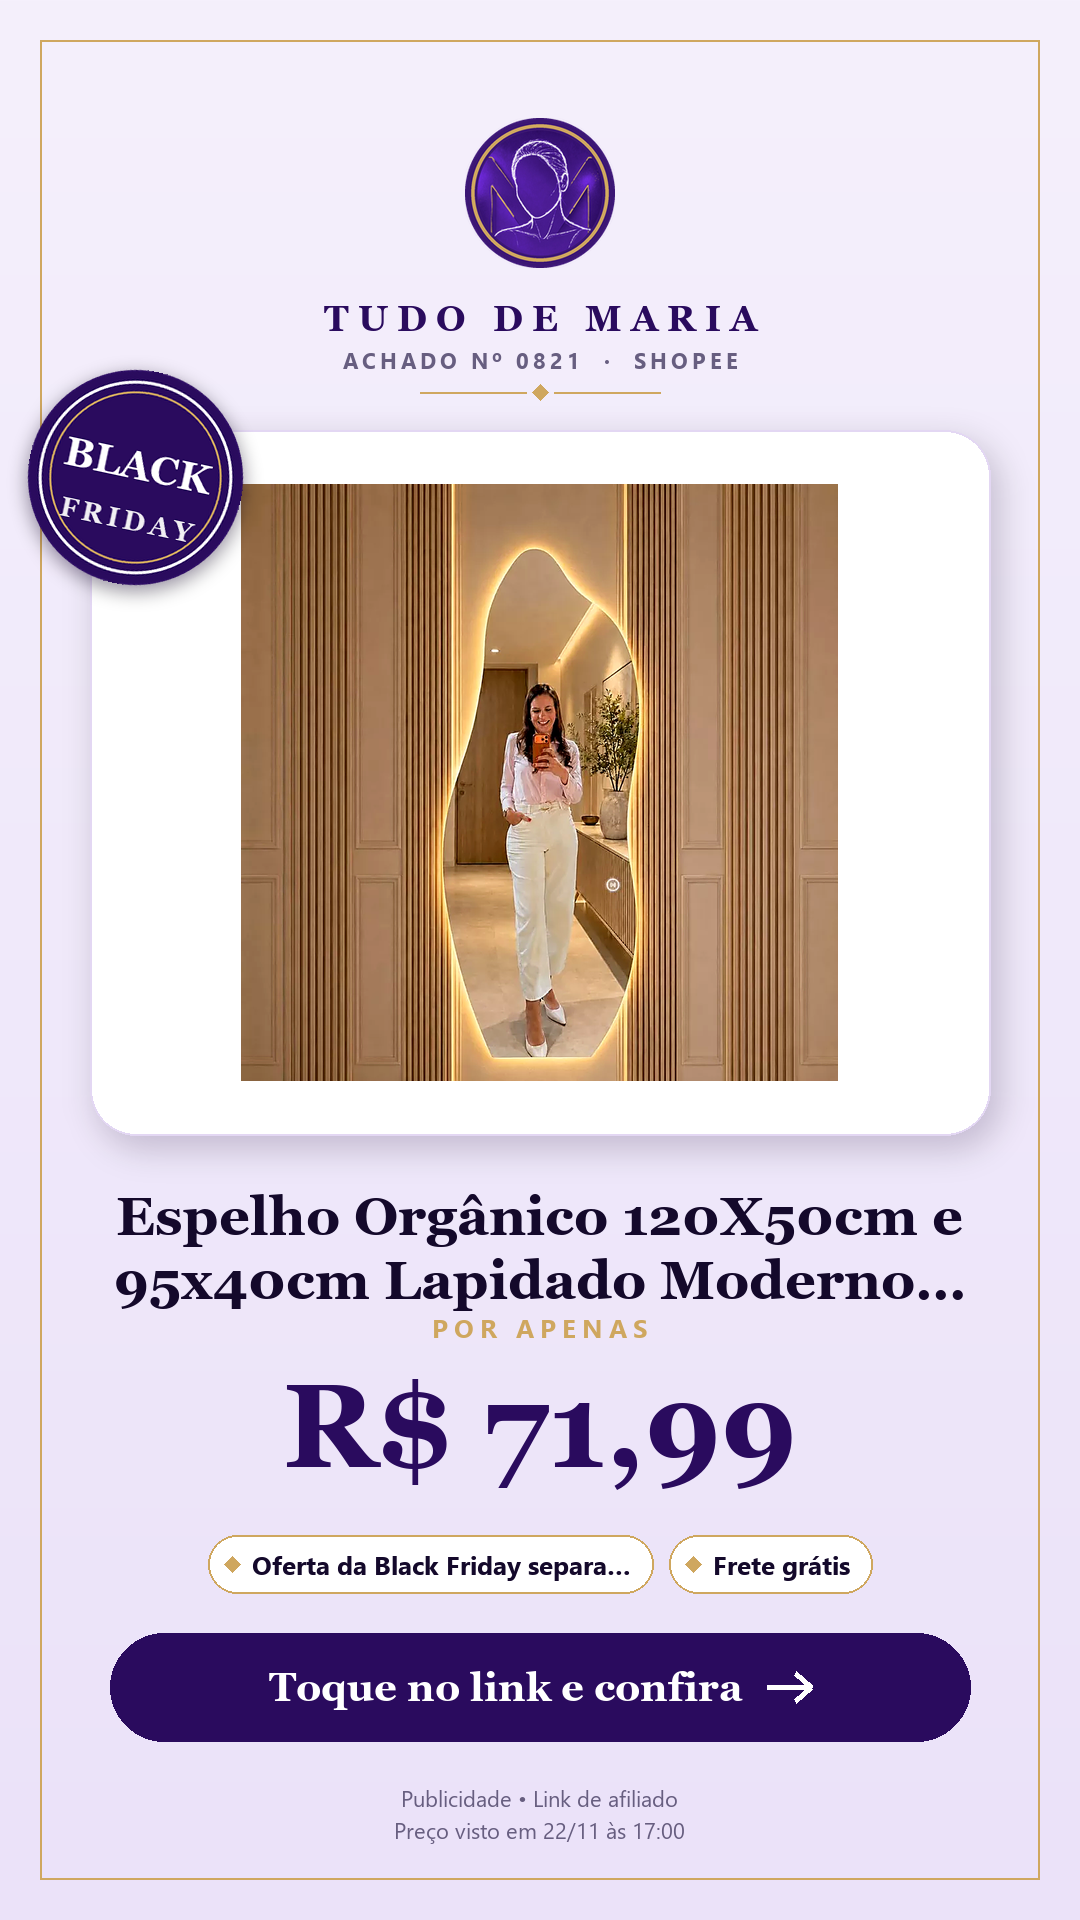 TUDO DE MARIA
ACHADO Nº 0821 · SHOPEE
BLACK
FRIDAY
Espelho Orgânico 120X50cm e
95x40cm Lapidado Moderno...
POR APENAS
R$ 71,99
Oferta da Black Friday separa...
Frete grátis
Toque no link e confira →
Publicidade • Link de afiliado
Preço visto em 22/11 às 17:00